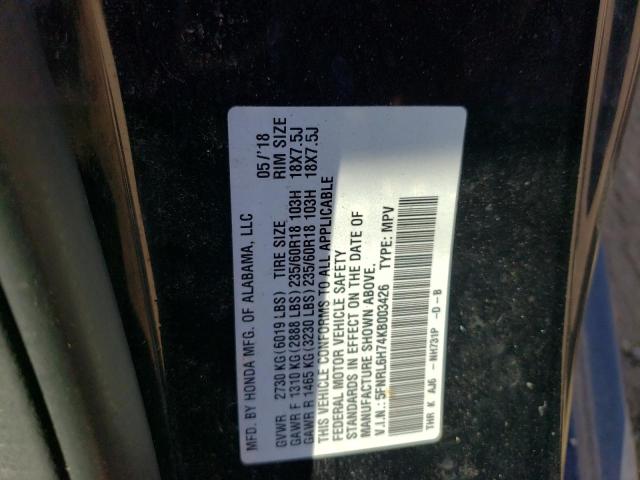 MFD. BY HONDA MFG. OF ALABAMA, LLC 05/'18
GVWR 2730 KG(6019 LBS) TIRE SIZE RIM SIZE
GAWR F 1310 KG(2888 LBS) 235/60R18 103H 18X7.5J
GAWR R 1465 KG(3230 LBS) 235/60R18 103H 18X7.5J
THIS VEHICLE CONFORMS TO ALL APPLICABLE
FEDERAL MOTOR VEHICLE SAFETY
STANDARDS IN EFFECT ON THE DATE OF
MANUFACTURE SHOWN ABOVE.
V.I.N.:5FNRL6H74KB003426 TYPE: MPV
THR K AJ6 -NH731P -D-B